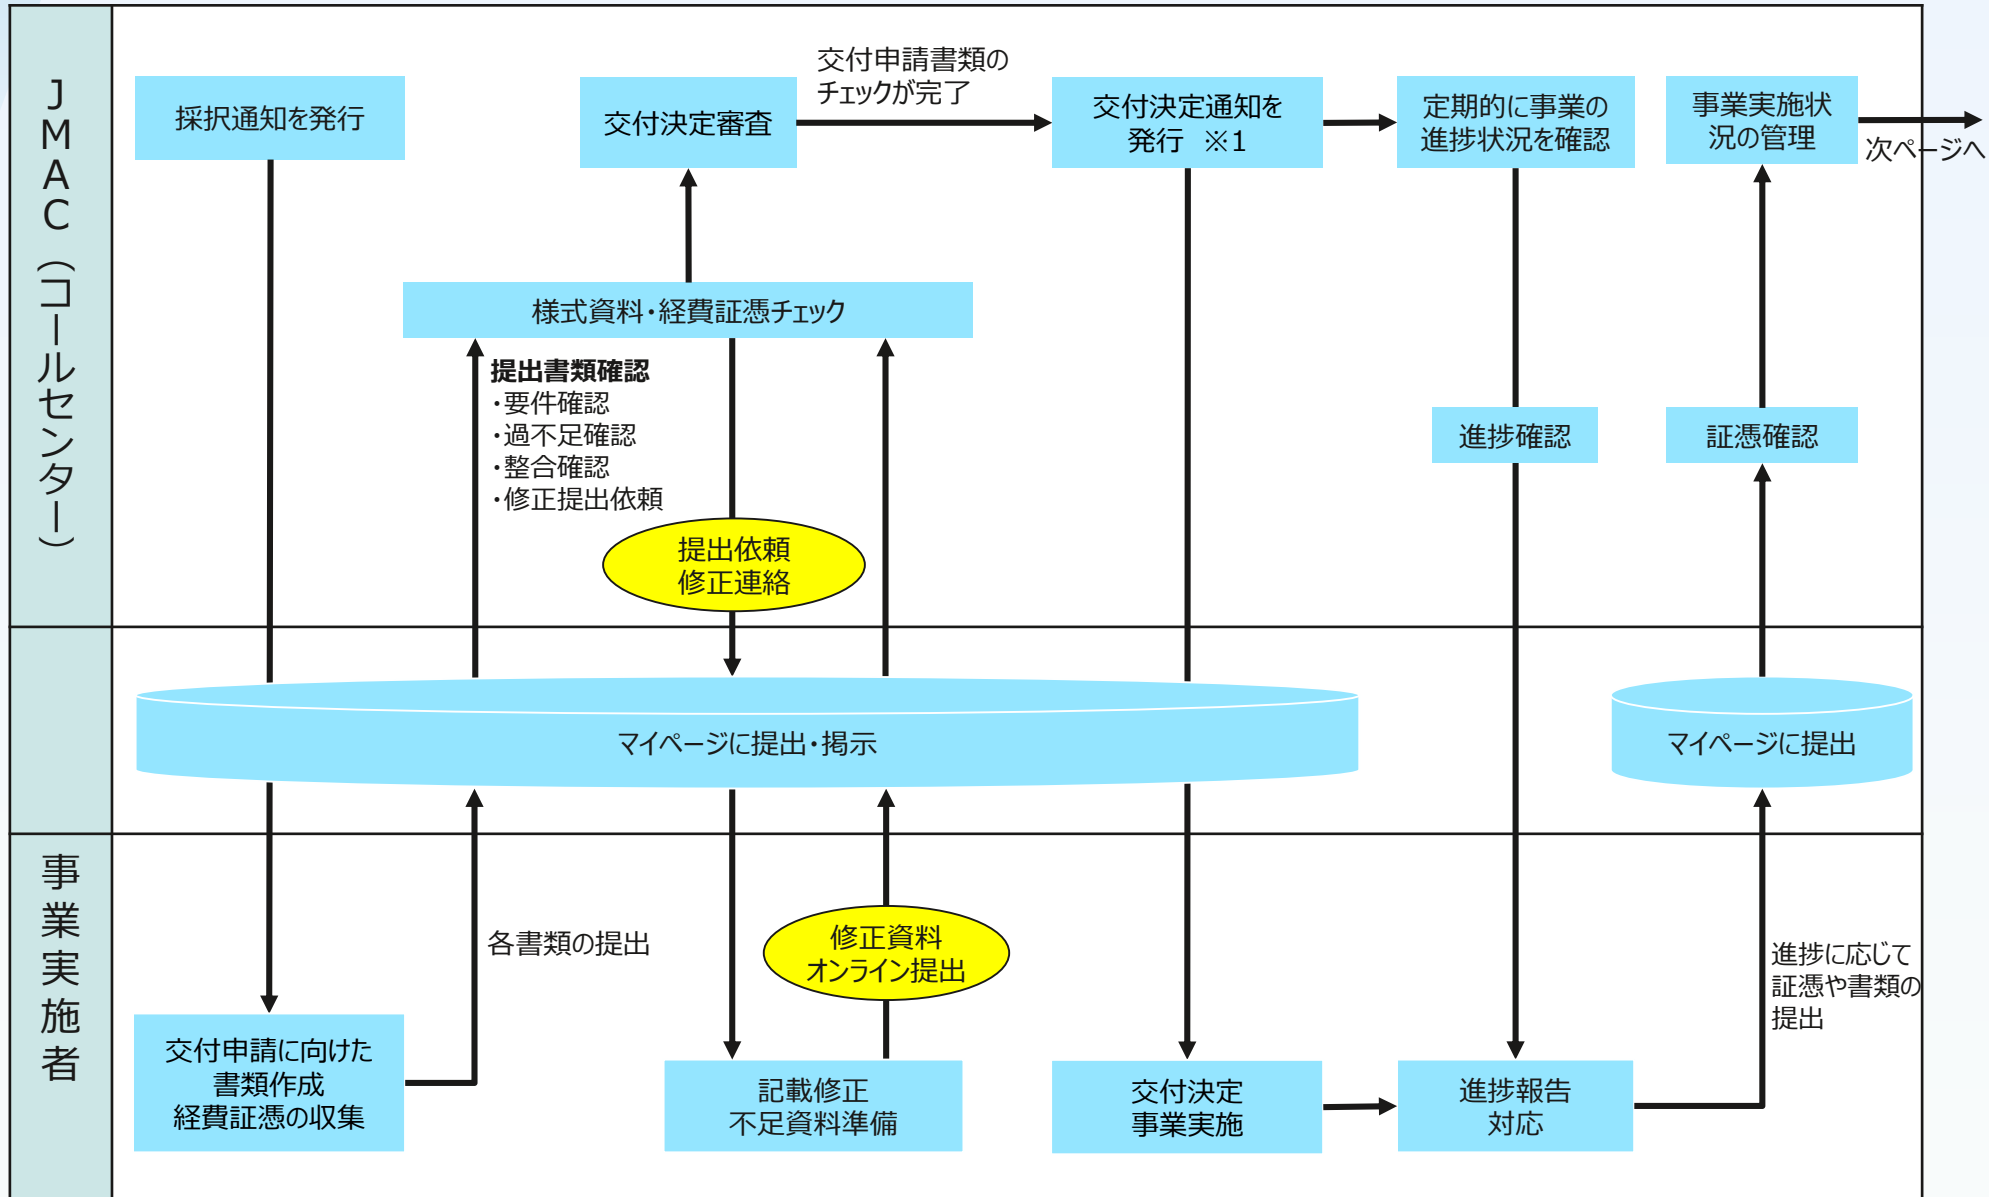 JMAC（コールセンター）
採択通知を発行
交付決定審査
交付申請書類の
チェックが完了
交付決定通知を
発行　※1
定期的に事業の
進捗状況を確認
事業実施状
況の管理
次ページへ
様式資料・経費証憑チェック
提出書類確認
・要件確認
・過不足確認
・整合確認
・修正提出依頼
進捗確認
証憑確認
提出依頼
修正連絡
マイページに提出・掲示
マイページに提出
事業実施者
各書類の提出
修正資料
オンライン提出
進捗に応じて
証憑や書類の
提出
交付申請に向けた
書類作成
経費証憑の収集
記載修正
不足資料準備
交付決定
事業実施
進捗報告
対応